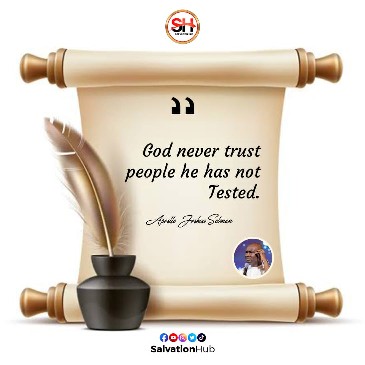 SH
"
God never trust
people he has not
Tested.
Apostle Joshua Selman
SalvationHub